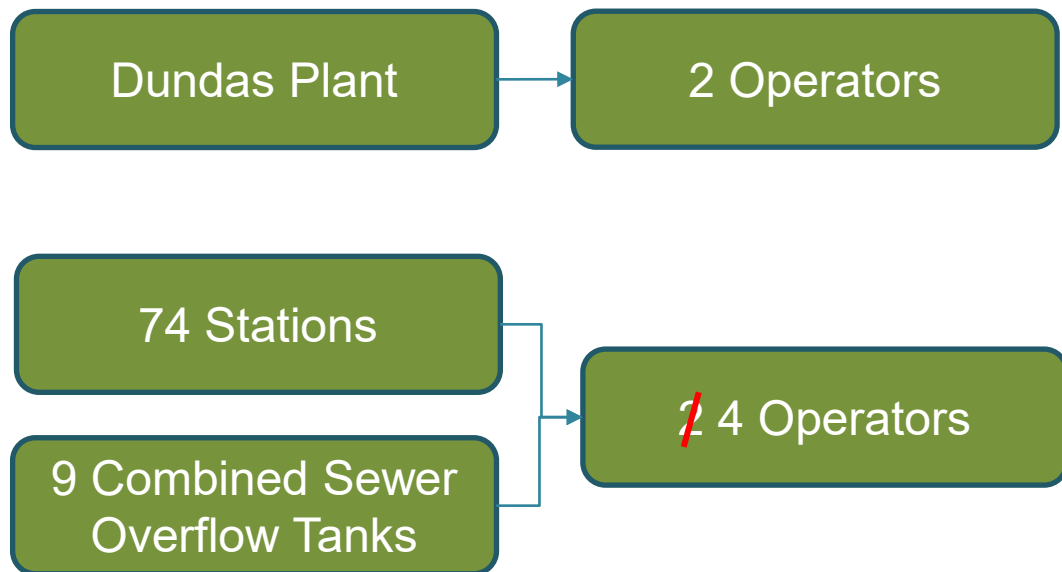 Dundas Plant
2 Operators
74 Stations
2 4 Operators
9 Combined Sewer
Overflow Tanks